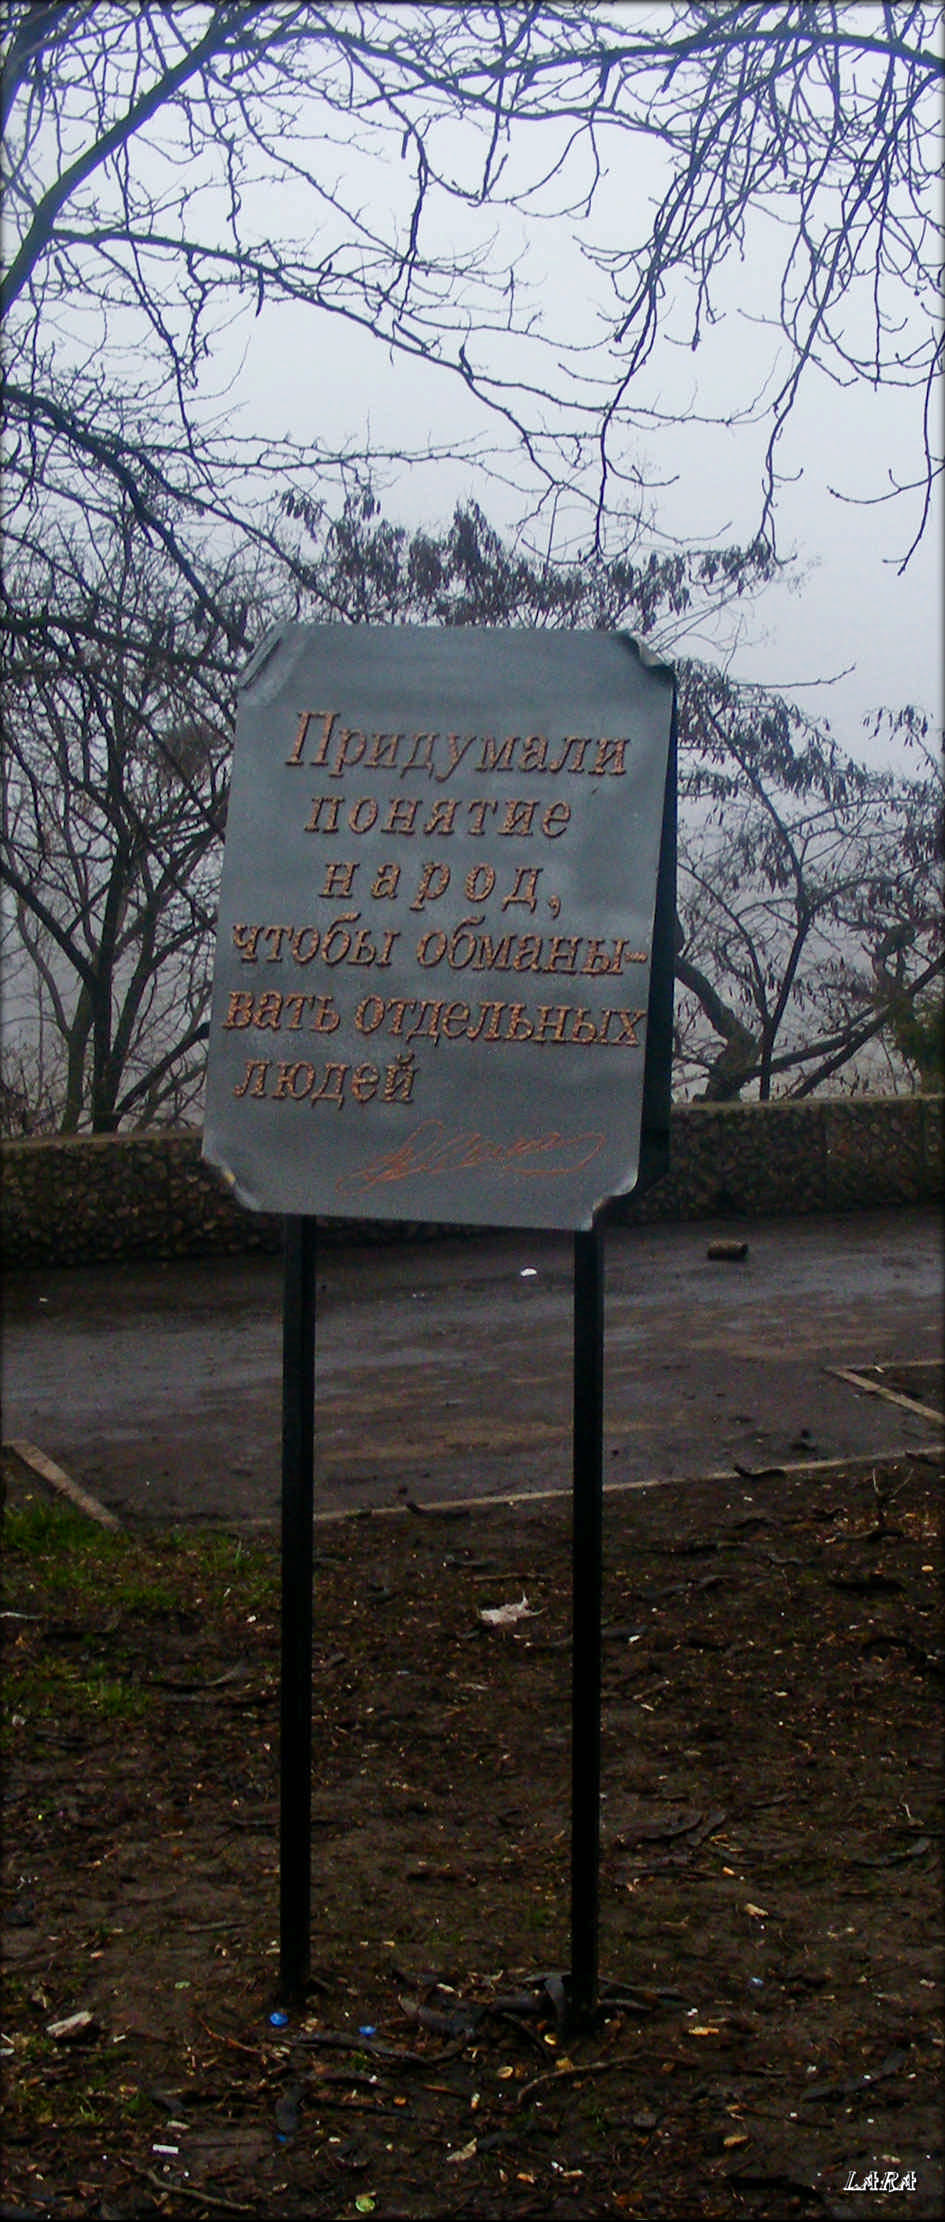 Придумали
понятие
народ,
чтобы обманы-
вать отдельных
людей
LARA